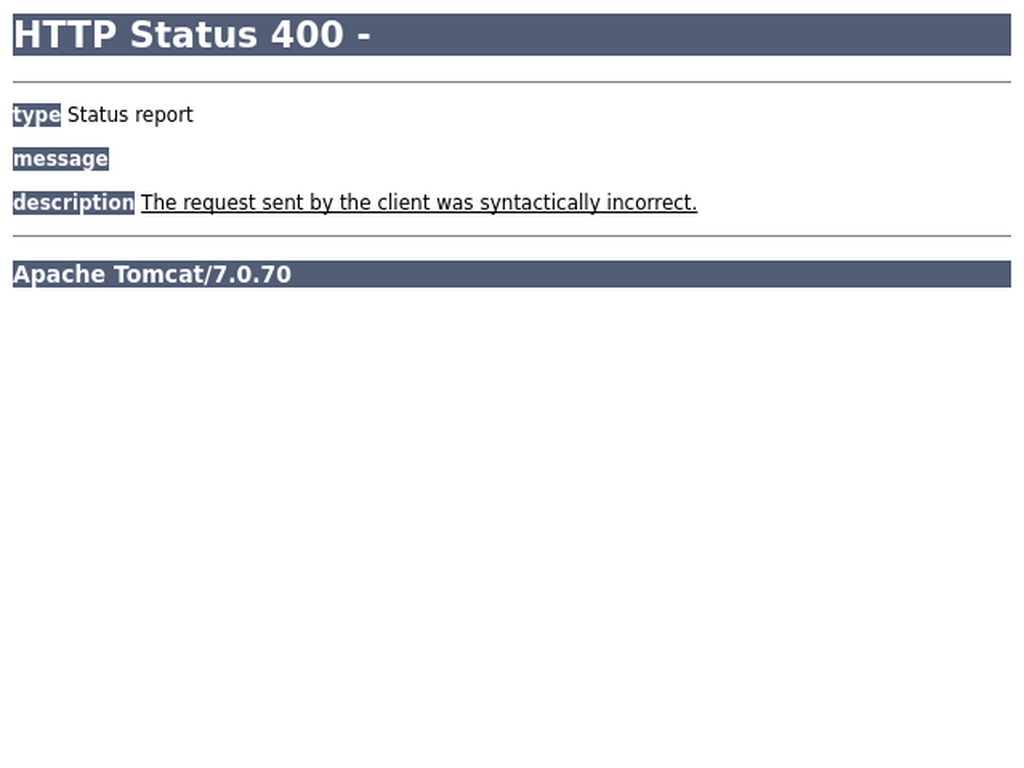 HTTP Status 400 -
type Status report
message
description The request sent by the client was syntactically incorrect.
Apache Tomcat/7.0.70